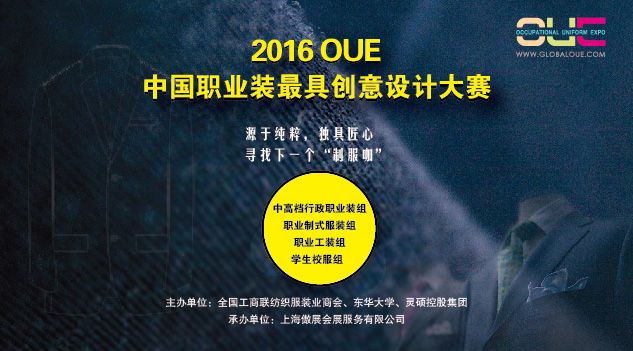 OUE
OCCUPATIONAL UNIFORM EXPO
WWW.GLOBALOUE.COM
2016 OUE
中国职业装最具创意设计大赛
源于纯粹，独具匠心
寻找下一个“制服咖”
中高档行政职业装组
职业制式服装组
职业工装组
学生校服组
主办单位：全国工商联纺织服装业商会、东华大学、灵硕控股集团
承办单位：上海傲展会展服务有限公司